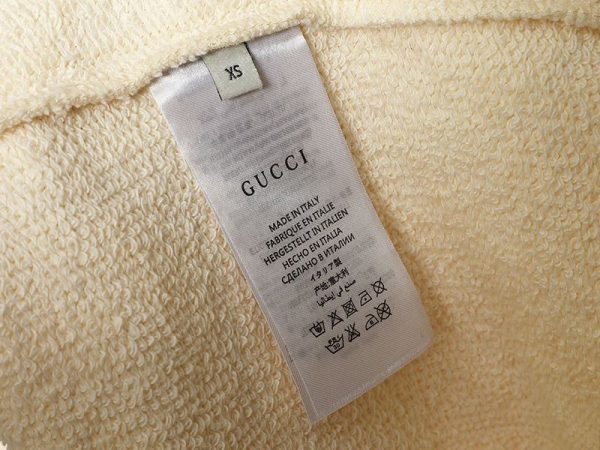 XS
GUCCI
MADE IN ITALY
FABRIQUE EN ITALIE
HERGESTELLT IN ITALIEN
HECHO EN ITALIA
СДЕЛАНО В ИТАЛИИ
イタリア製
产地:意大利
صنع في إيطاليا